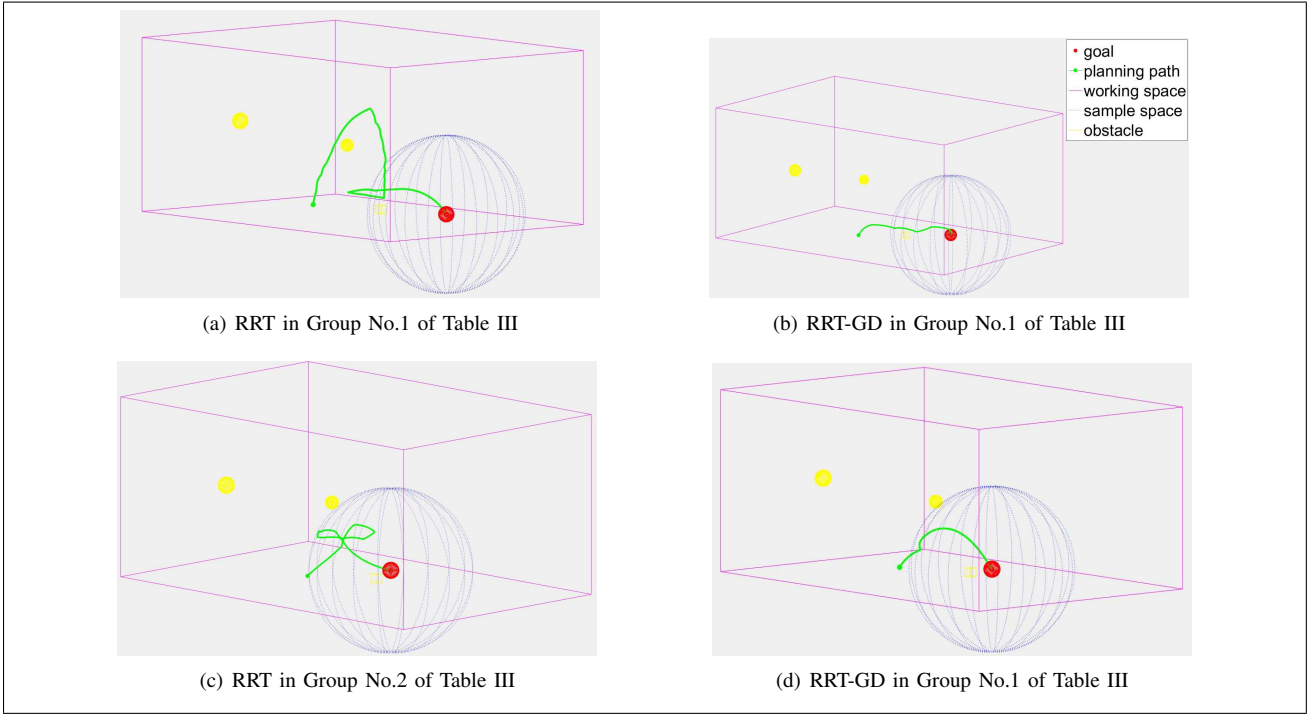 goal
planning path
working space
sample space
obstacle
(a) RRT in Group No.1 of Table III
(b) RRT-GD in Group No.1 of Table III
(c) RRT in Group No.2 of Table III
(d) RRT-GD in Group No.1 of Table III